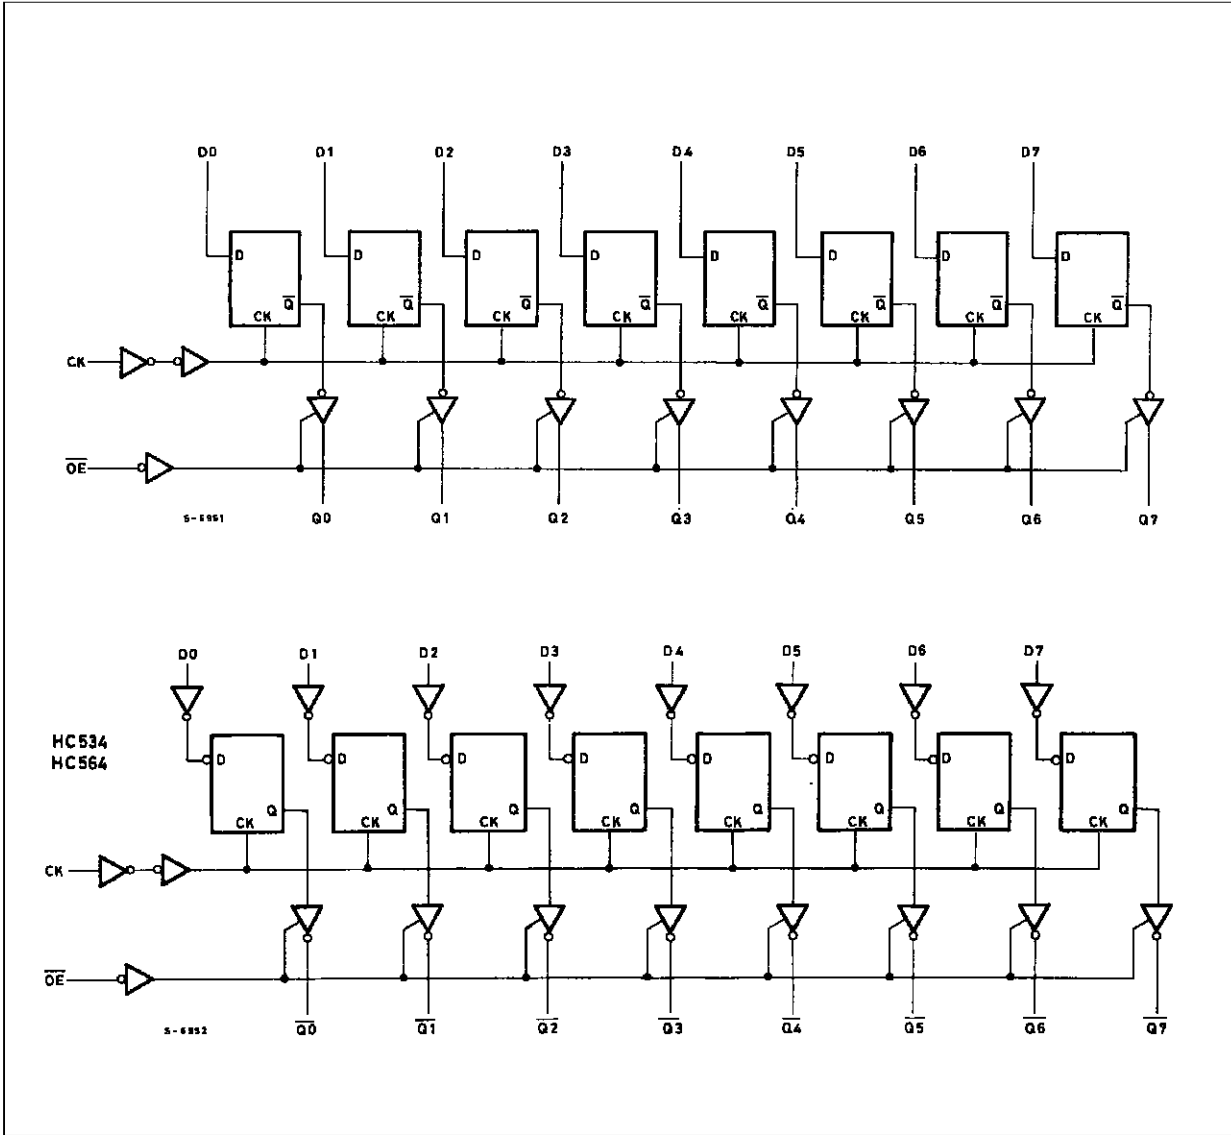 D0 D1 D2 D3 D4 D5 D6 D7
D D D D D D D D
Q̅ Q̅ Q̅ Q̅ Q̅ Q̅ Q̅ Q̅
CK CK CK CK CK CK CK CK
CK
O̅E̅
S-6951 Q0 Q1 Q2 Q3 Q4 Q5 Q6 Q7
D0 D1 D2 D3 D4 D5 D6 D7
HC534
HC564
D D D D D D D D
Q Q Q Q Q Q Q Q
CK CK CK CK CK CK CK CK
CK
O̅E̅
S-6952 Q̅0̅ Q̅1̅ Q̅2̅ Q̅3̅ Q̅4̅ Q̅5̅ Q̅6̅ Q̅7̅